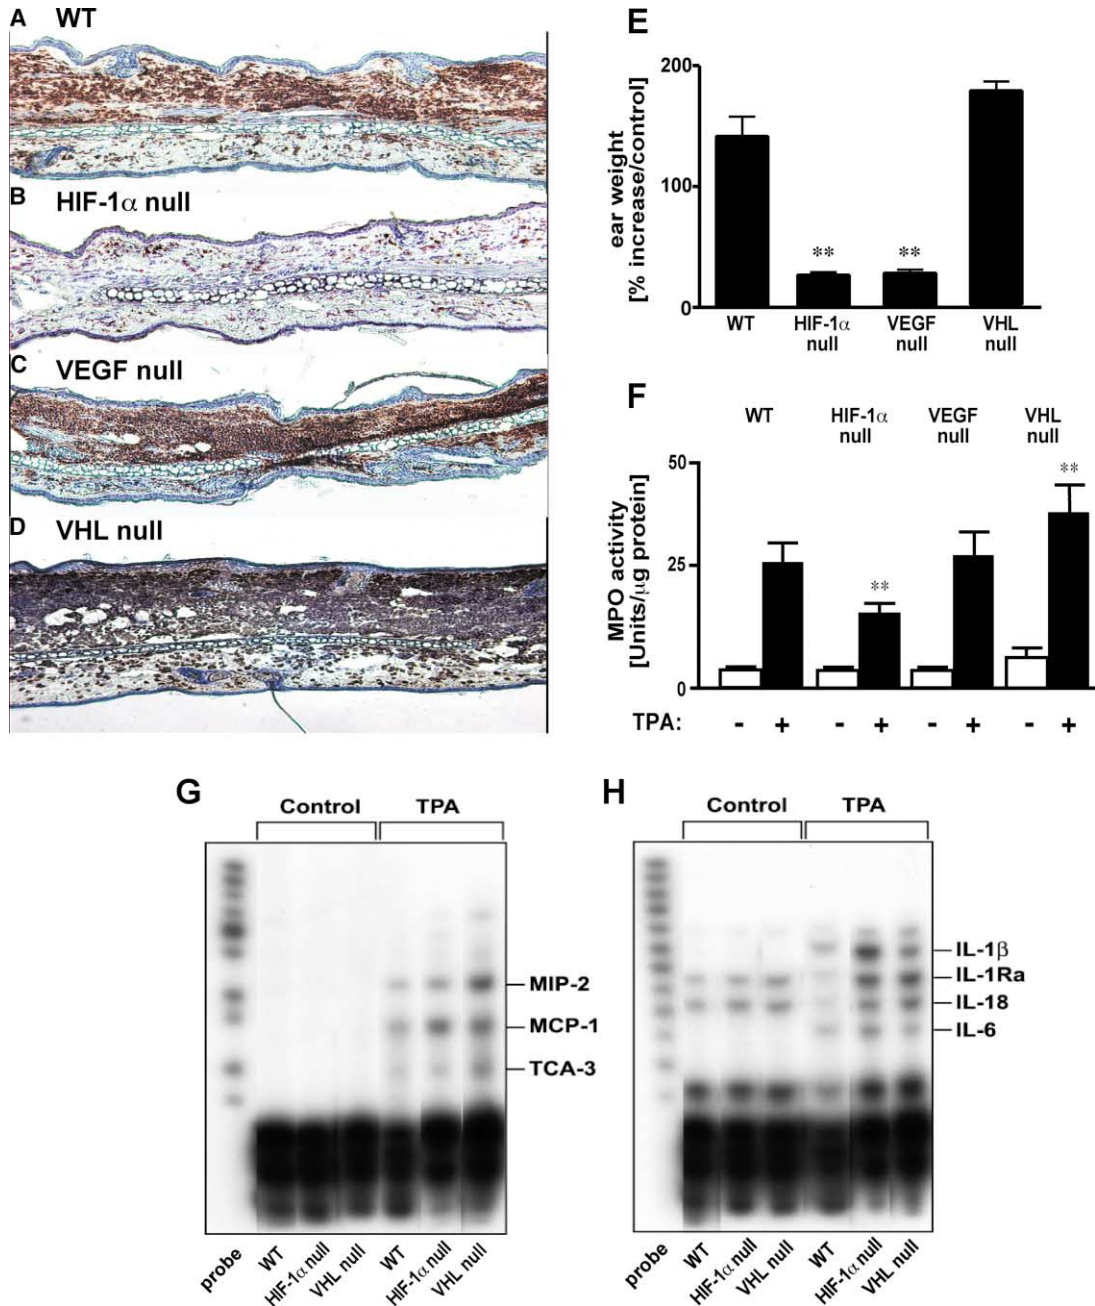 A WT
B HIF-1α null
C VEGF null
D VHL null
E
ear weight
[% increase/control]
200
100
0
**
**
WT
HIF-1α
null
VEGF
null
VHL
null
F
WT
HIF-1α
null
VEGF
null
VHL
null
MPO activity
[Units/μg protein]
50
25
0
**
**
TPA: - + - + - + - +
G
Control TPA
MIP-2
MCP-1
TCA-3
probe WT HIF-1α null VHL null WT HIF-1α null VHL null
H
Control TPA
IL-1β
IL-1Ra
IL-18
IL-6
probe WT HIF-1α null VHL null WT HIF-1α null VHL null